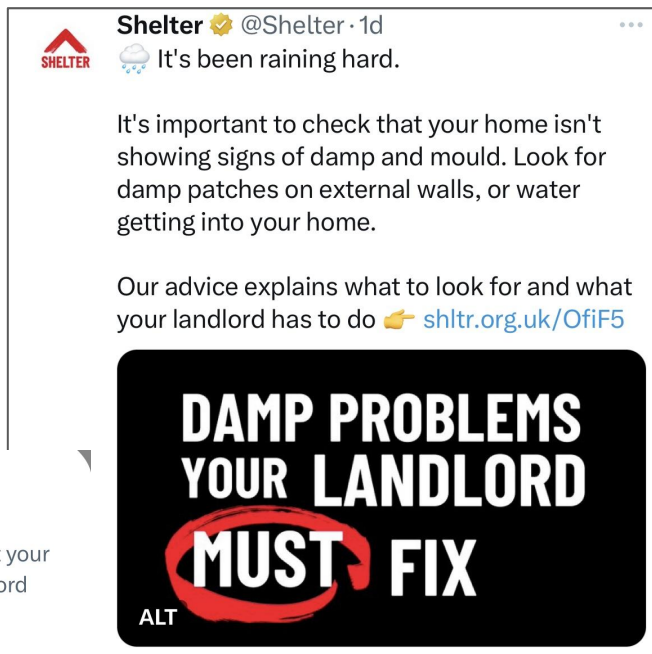 Shelter @Shelter · 1d
SHELTER
It's been raining hard.
It's important to check that your home isn't
showing signs of damp and mould. Look for
damp patches on external walls, or water
getting into your home.
Our advice explains what to look for and what
your landlord has to do 👉 shltr.org.uk/OfiF5
DAMP PROBLEMS
YOUR LANDLORD
MUST FIX
ALT
your